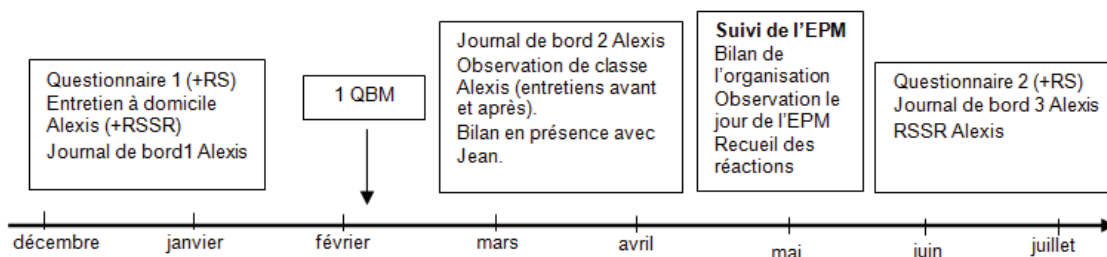 Questionnaire 1 (+RS)
Entretien à domicile
Alexis (+RSSR)
Journal de bord1 Alexis
1 QBM
Journal de bord 2 Alexis
Observation de classe
Alexis (entretiens avant
et après).
Bilan en présence avec
Jean.
Suivi de l'EPM
Bilan de
l'organisation
Observation le
jour de l'EPM
Recueil des
réactions
Questionnaire 2 (+RS)
Journal de bord 3 Alexis
RSSR Alexis
décembre janvier février mars avril mai juin juillet